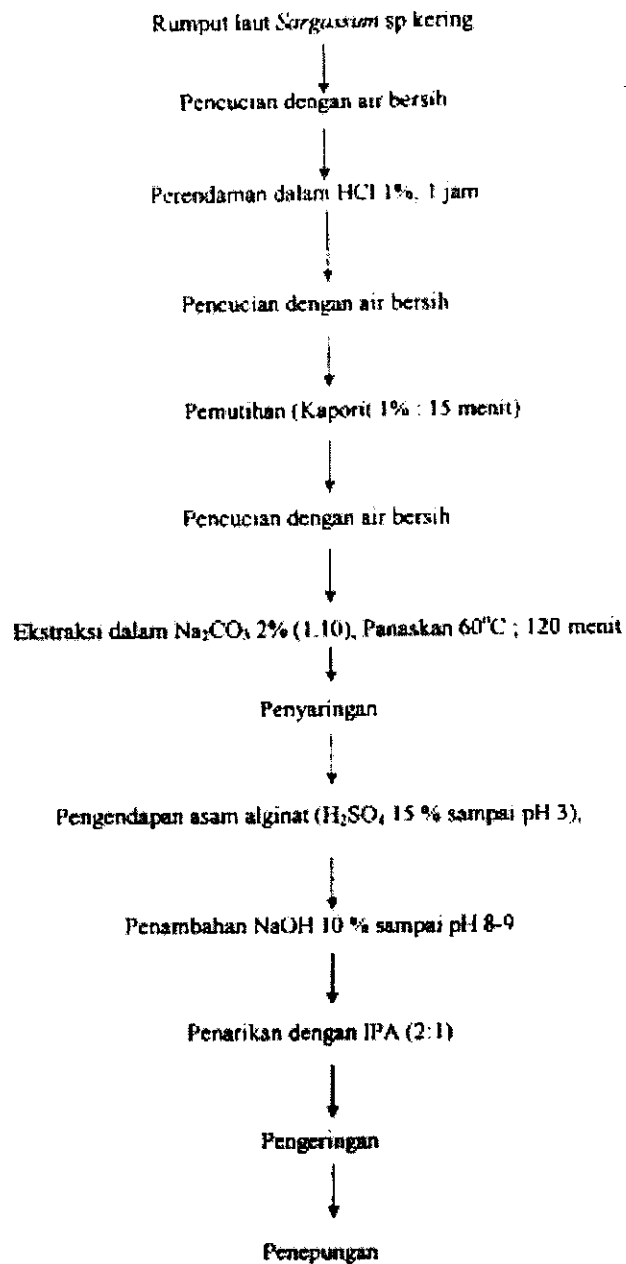 Rumput laut Sargassum sp kering
Pencucian dengan air bersih
Perendaman dalam HCl 1%, 1 jam
Pencucian dengan air bersih
Pemutihan (Kaporit 1% : 15 menit)
Pencucian dengan air bersih
Ekstraksi dalam Na₂CO₃ 2% (1.10), Panaskan 60°C ; 120 menit
Penyaringan
Pengendapan asam alginat (H₂SO₄ 15 % sampai pH 3),
Penambahan NaOH 10 % sampai pH 8-9
Penarikan dengan IPA (2:1)
Pengeringan
Penepungan